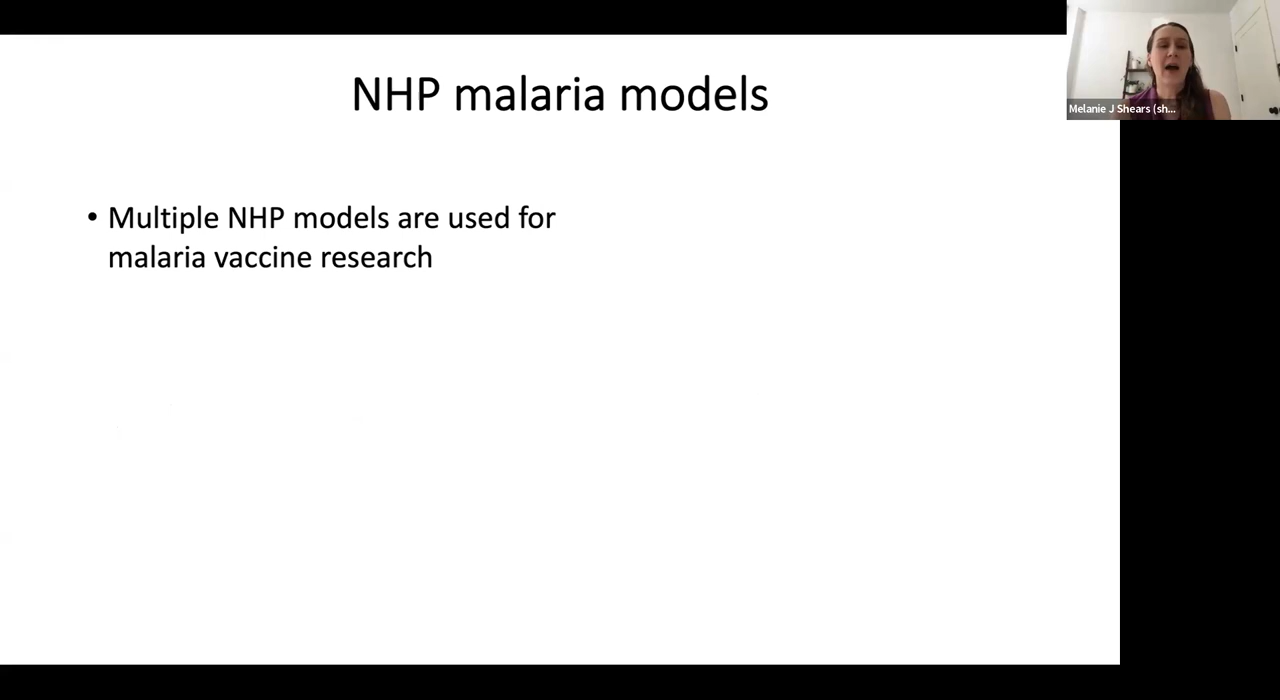 NHP malaria models
Melanie J Shears (sh...
• Multiple NHP models are used for
malaria vaccine research